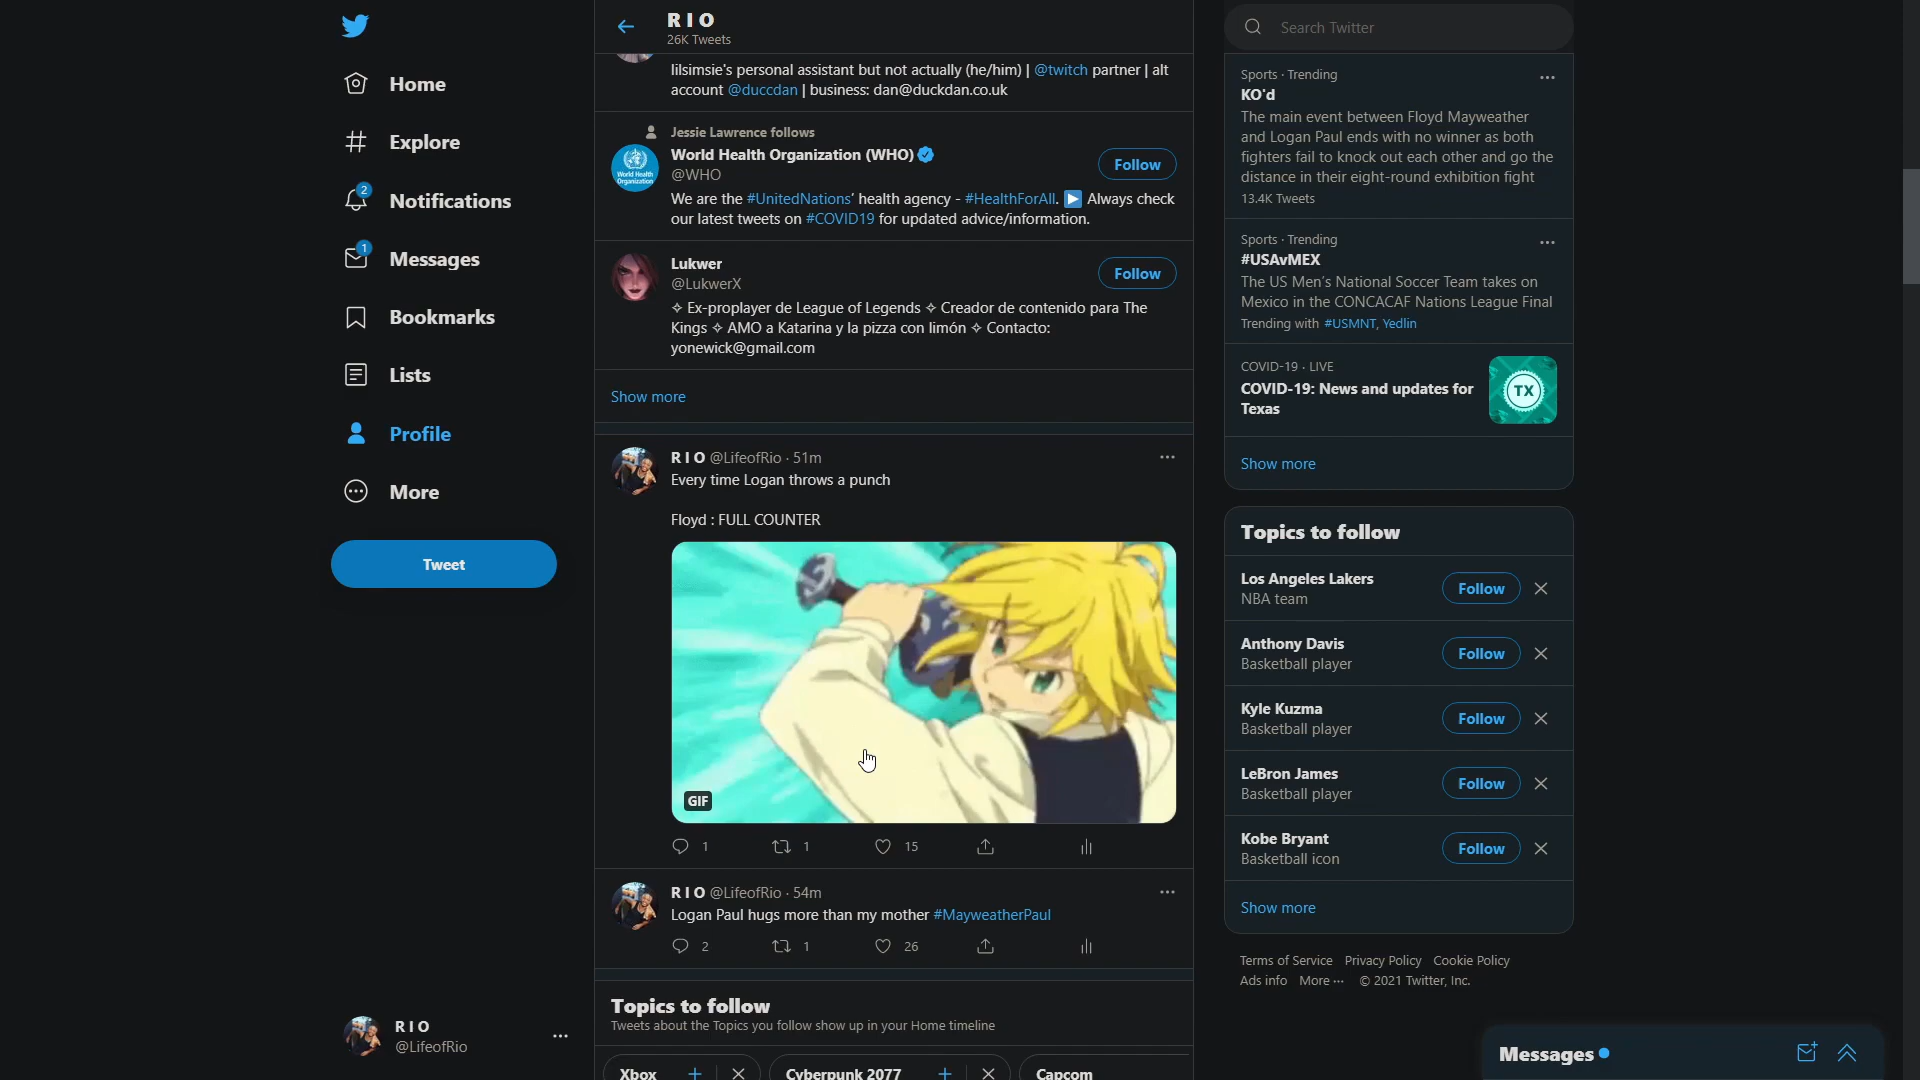 R I O
26K Tweets
Search Twitter
Home
Explore
2
Notifications
1
Messages
Bookmarks
Lists
Profile
More
Tweet
R I O
@LifeofRio
lilsimsie's personal assistant but not actually (he/him) | @twitch partner | alt
account @duccdan | business: dan@duckdan.co.uk
Jessie Lawrence follows
World Health Organization (WHO)
@WHO
Follow
World Health
Organization
We are the #UnitedNations' health agency - #HealthForAll. ▶ Always check
our latest tweets on #COVID19 for updated advice/information.
Lukwer
@LukwerX
Follow
✧ Ex-proplayer de League of Legends ✧ Creador de contenido para The
Kings ✧ AMO a Katarina y la pizza con limón ✧ Contacto:
yonewick@gmail.com
Show more
R I O @LifeofRio · 51m
Every time Logan throws a punch
Floyd : FULL COUNTER
GIF
1 1 15
R I O @LifeofRio · 54m
Logan Paul hugs more than my mother #MayweatherPaul
2 1 26
Topics to follow
Tweets about the Topics you follow show up in your Home timeline
Xbox
Cyberpunk 2077
Capcom
Sports · Trending
KO'd
The main event between Floyd Mayweather
and Logan Paul ends with no winner as both
fighters fail to knock out each other and go the
distance in their eight-round exhibition fight
13.4K Tweets
Sports · Trending
#USAvMEX
The US Men's National Soccer Team takes on
Mexico in the CONCACAF Nations League Final
Trending with #USMNT, Yedlin
COVID-19 · LIVE
COVID-19: News and updates for
Texas
TX
Show more
Topics to follow
Los Angeles Lakers
NBA team
Follow
Anthony Davis
Basketball player
Follow
Kyle Kuzma
Basketball player
Follow
LeBron James
Basketball player
Follow
Kobe Bryant
Basketball icon
Follow
Show more
Terms of Service Privacy Policy Cookie Policy
Ads info More ··· © 2021 Twitter, Inc.
Messages